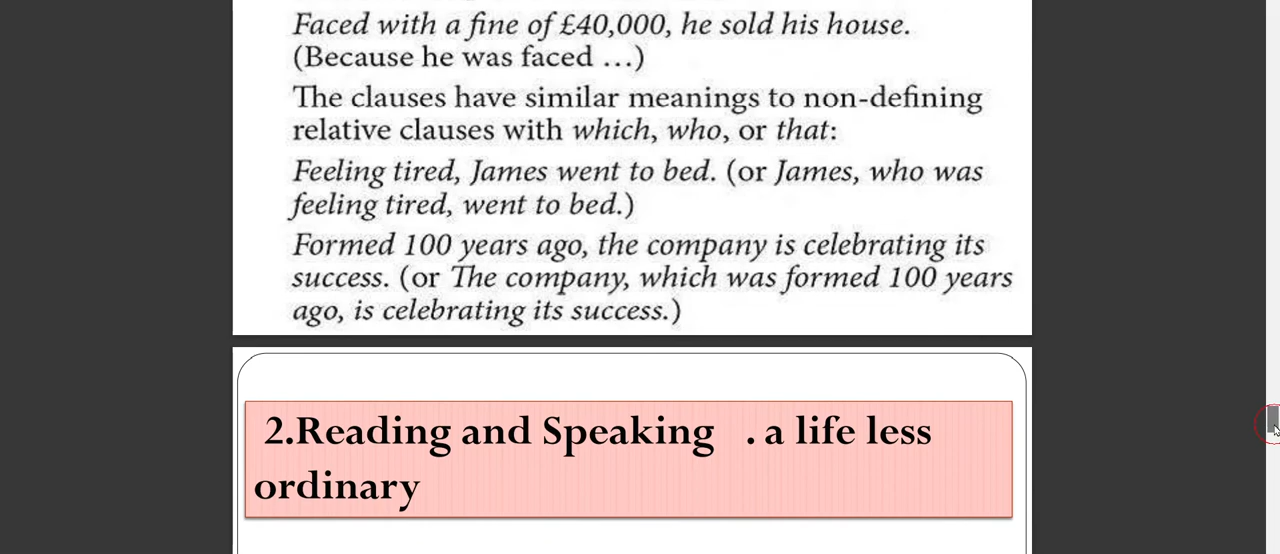 Faced with a fine of £40,000, he sold his house.
(Because he was faced …)
The clauses have similar meanings to non-defining
relative clauses with which, who, or that:
Feeling tired, James went to bed. (or James, who was
feeling tired, went to bed.)
Formed 100 years ago, the company is celebrating its
success. (or The company, which was formed 100 years
ago, is celebrating its success.)
2.Reading and Speaking . a life less
ordinary